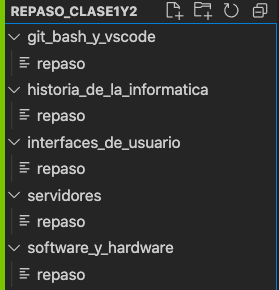 REPASO_CLASE1Y2
git_bash_y_vscode
repaso
historia_de_la_informatica
repaso
interfaces_de_usuario
repaso
servidores
repaso
software_y_hardware
repaso